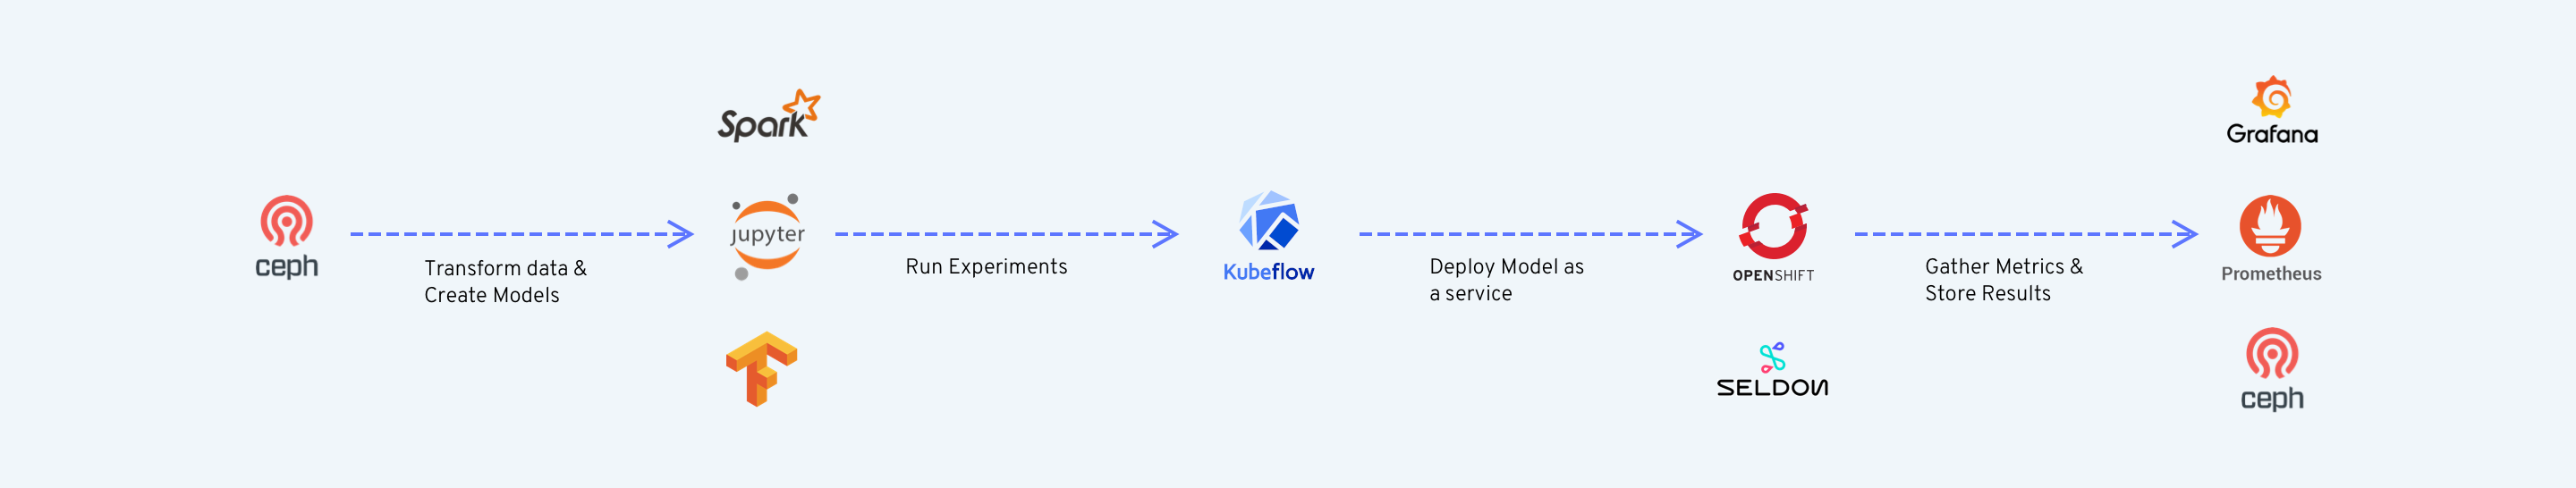 ceph
Transform data &
Create Models
Spark
jupyter
Run Experiments
Kubeflow
Deploy Model as
a service
OPENSHIFT
SELDON
Gather Metrics &
Store Results
Grafana
Prometheus
ceph